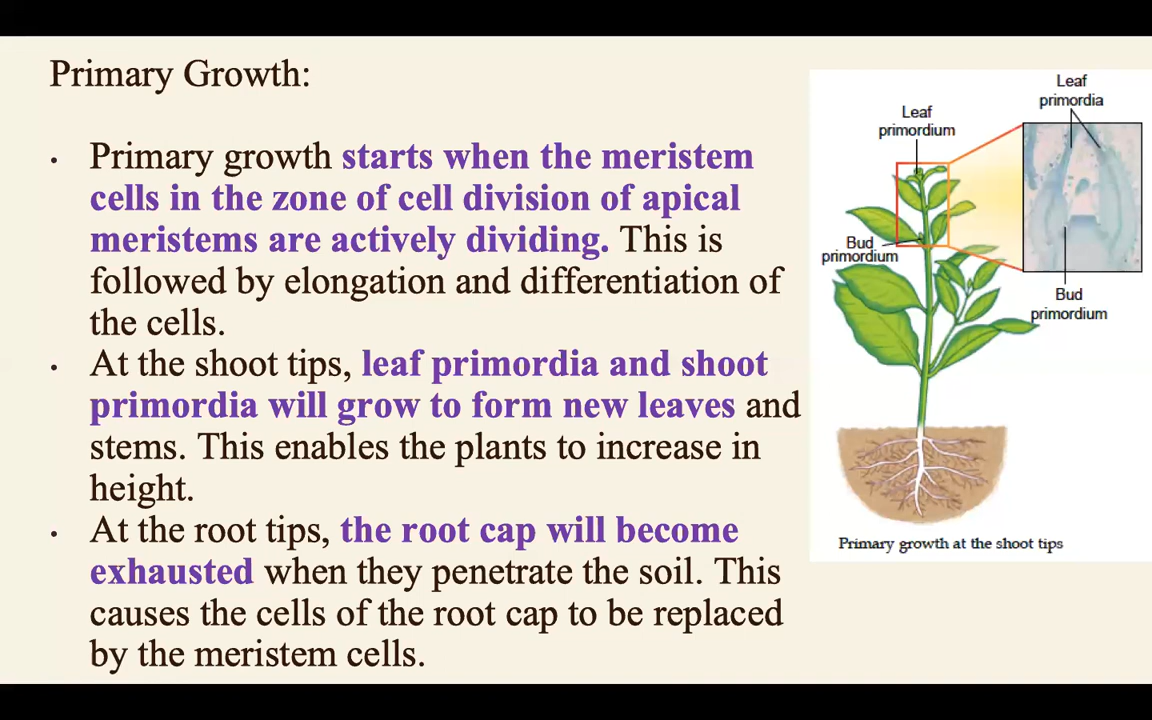 Primary Growth:
• Primary growth starts when the meristem
cells in the zone of cell division of apical
meristems are actively dividing. This is
followed by elongation and differentiation of
the cells.
• At the shoot tips, leaf primordia and shoot
primordia will grow to form new leaves and
stems. This enables the plants to increase in
height.
• At the root tips, the root cap will become
exhausted when they penetrate the soil. This
causes the cells of the root cap to be replaced
by the meristem cells.
Leaf
primordia
Leaf
primordium
Bud
primordium
Bud
primordium
Primary growth at the shoot tips